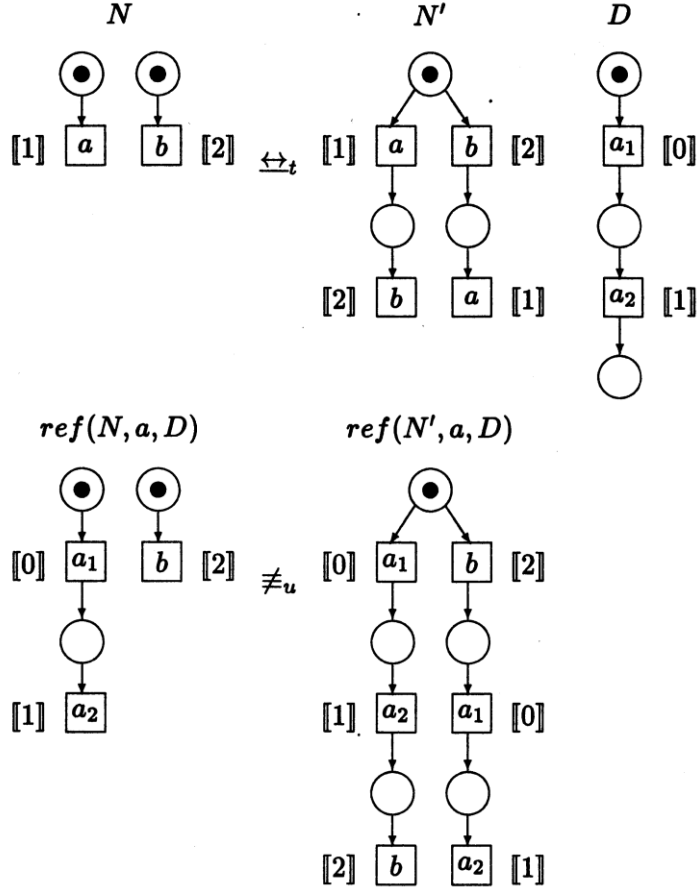 N N′ D
⟦1⟧ a b ⟦2⟧ ↔ₜ ⟦1⟧ a b ⟦2⟧ a₁ ⟦0⟧
⟦2⟧ b a ⟦1⟧ a₂ ⟦1⟧
ref(N, a, D) ref(N′, a, D)
⟦0⟧ a₁ b ⟦2⟧ ≢ᵤ ⟦0⟧ a₁ b ⟦2⟧
⟦1⟧ a₂ ⟦1⟧ a₂ a₁ ⟦0⟧
⟦2⟧ b a₂ ⟦1⟧